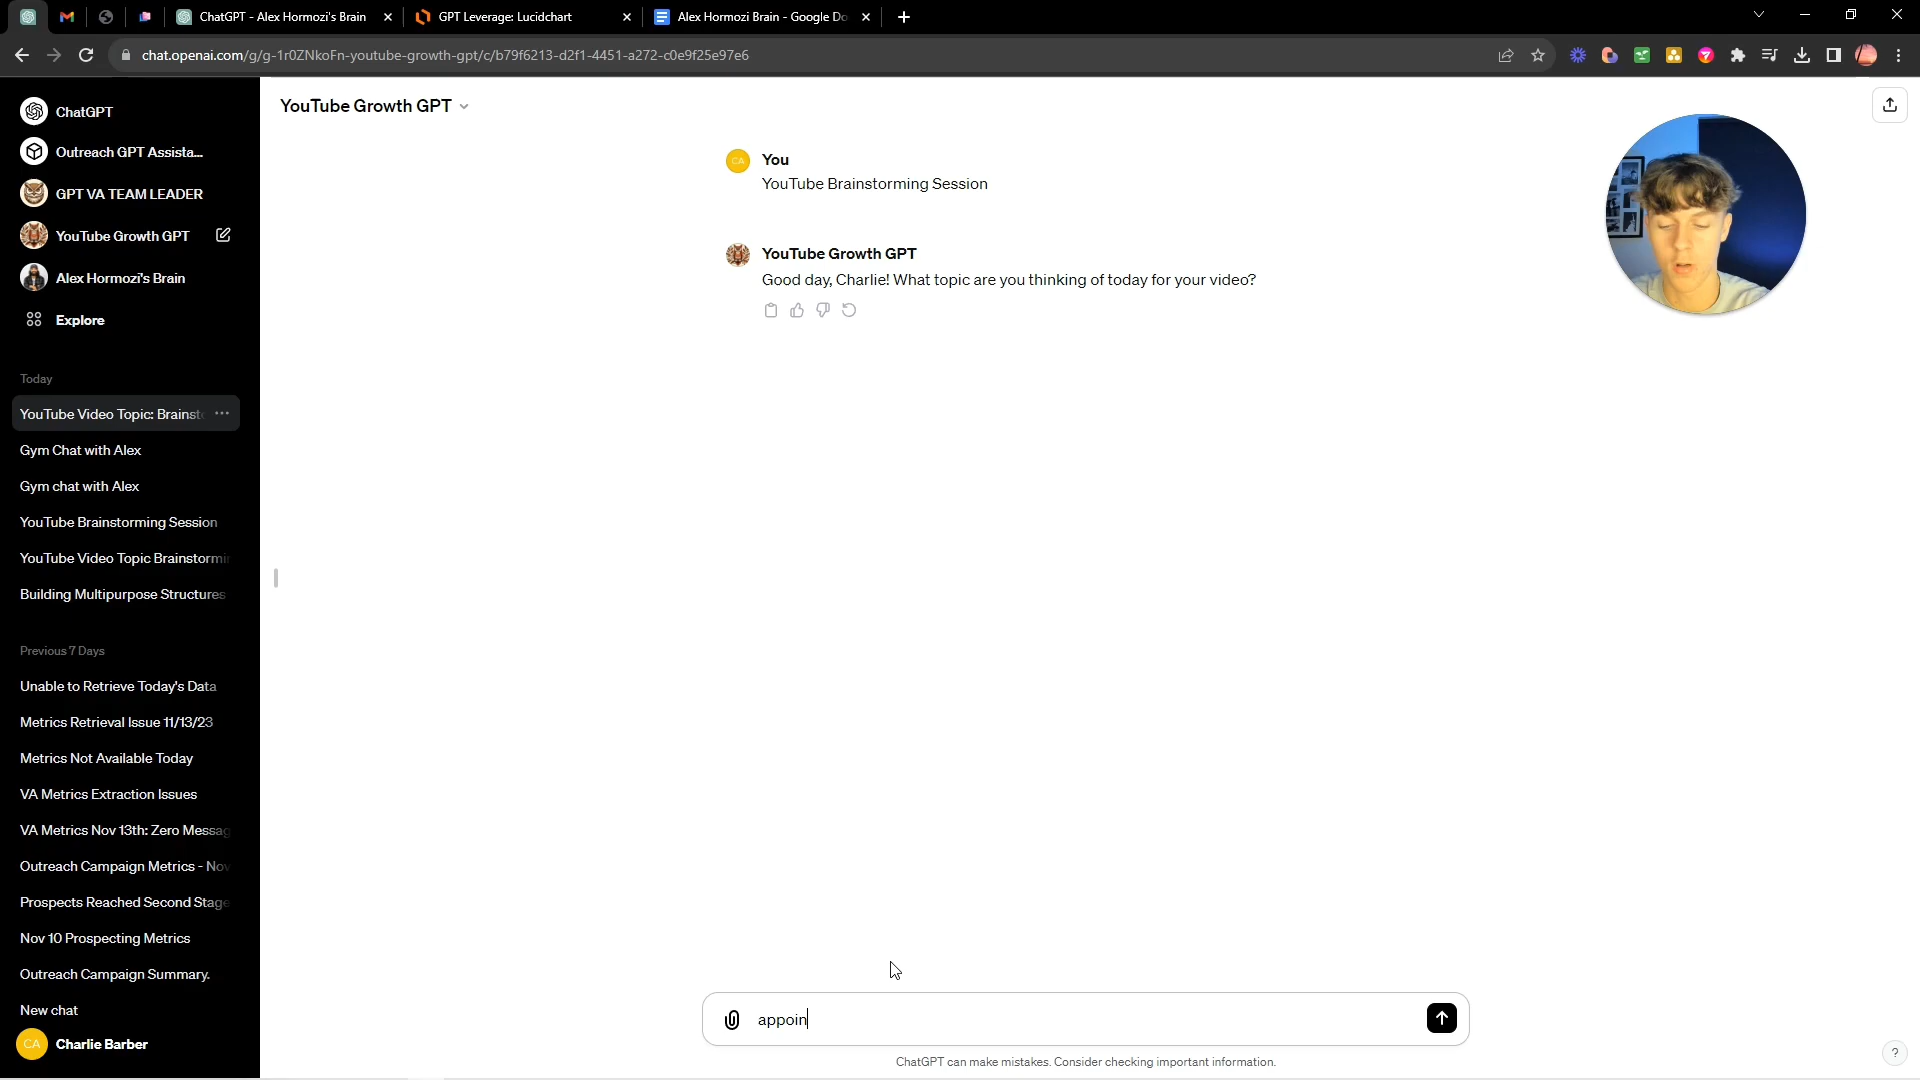 ChatGPT - Alex Hormozi's Brain
GPT Leverage: Lucidchart
Alex Hormozi Brain - Google Do
chat.openai.com/g/g-1r0ZNkoFn-youtube-growth-gpt/c/b79f6213-d2f1-4451-a272-c0e9f25e97e6
ChatGPT
Outreach GPT Assista...
GPT VA TEAM LEADER
YouTube Growth GPT
Alex Hormozi's Brain
Explore
Today
YouTube Video Topic: Brainst
Gym Chat with Alex
Gym chat with Alex
YouTube Brainstorming Session
YouTube Video Topic Brainstormi
Building Multipurpose Structures
Previous 7 Days
Unable to Retrieve Today's Data
Metrics Retrieval Issue 11/13/23
Metrics Not Available Today
VA Metrics Extraction Issues
VA Metrics Nov 13th: Zero Messag
Outreach Campaign Metrics - Nov
Prospects Reached Second Stage
Nov 10 Prospecting Metrics
Outreach Campaign Summary.
New chat
CA
Charlie Barber
YouTube Growth GPT
CA
You
YouTube Brainstorming Session
YouTube Growth GPT
Good day, Charlie! What topic are you thinking of today for your video?
appoin
ChatGPT can make mistakes. Consider checking important information.
?